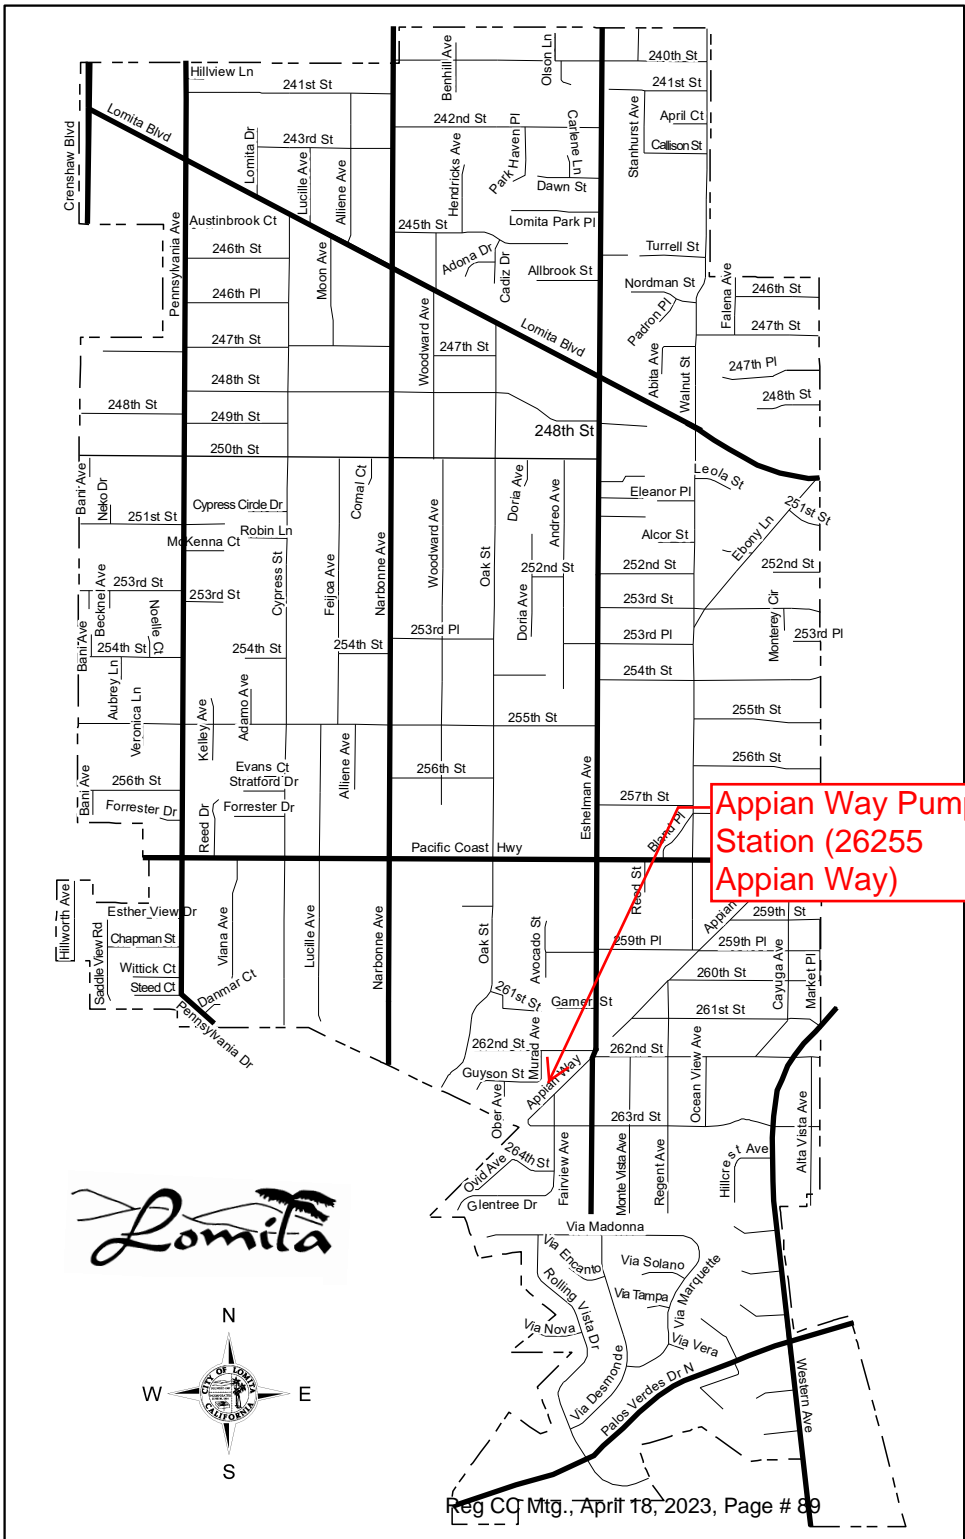 240th St
Hillview Ln
241st St
241st St
Benhill Ave
Olson Ln
Crenshaw Blvd
Lomita Blvd
Lomita Dr
243rd St
Lucille Ave
Alliene Ave
242nd St
Hendricks Ave
Park Haven Pl
Carlene Ln
Dawn St
Stanhurst Ave
April Ct
Callison St
Pennsylvania Ave
Austinbrook Ct
245th St
Lomita Park Pl
246th St
Moon Ave
Adona Dr
Cadiz Dr
Allbrook St
Turrell St
Nordman St
Padron Pl
Falena Ave
246th St
246th Pl
247th St
Woodward Ave
247th St
Lomita Blvd
Abita Ave
Walnut St
247th St
247th Pl
248th St
248th St
248th St
249th St
248th St
250th St
Bani Ave
Neko Dr
Cypress Circle Dr
Comal Ct
Doria Ave
Andreo Ave
Leola St
Eleanor Pl
251st St
251st St
McKenna Ct
Robin Ln
Cypress St
Feijoa Ave
Narbonne Ave
Woodward Ave
Oak St
252nd St
Alcor St
Ebony Ln
252nd St
252nd St
253rd St
Becknel Ave
Noelle Ct
253rd St
253rd St
Doria Ave
Monterey Cir
Bani Ave
254th St
254th St
254th St
253rd Pl
253rd Pl
253rd Pl
Aubrey Ln
Veronica Ln
254th St
Kelley Ave
Adamo Ave
255th St
255th St
Evans Ct
Stratford Dr
Alliene Ave
256th St
256th St
Bani Ave
256th St
Forrester Dr
Reed Dr
Forrester Dr
Eshelman Ave
257th St
Bland Pl
Appian Way Pump
Station (26255
Appian Way)
Pacific Coast Hwy
Reed St
Hillworth Ave
Saddle View Rd
Esther View Dr
Chapman St
Wittick Ct
Steed Ct
Viana Ave
Danmar Ct
Pennsylvania Dr
Lucille Ave
Narbonne Ave
Oak St
Avocado St
259th Pl
Appian
259th St
259th Pl
260th St
Cayuga Ave
Market Pl
261st St
Gamer St
261st St
262nd St
Murad Ave
262nd St
Guyson St
Appian Way
Ober Ave
Ocean View Ave
263rd St
Ovid Ave
264th St
Fairview Ave
Monte Vista Ave
Regent Ave
Hillcrest Ave
Alta Vista Ave
Glentree Dr
Lomita
Via Madonna
Via Encanto
Via Solano
Rolling Vista Dr
Via Tampa
Via Marquette
Via Nova
Via Vera
Via Desmonde
Palos Verdes Dr N
Western Ave
N
W
E
S
CITY OF LOMITA
CALIFORNIA
Reg CC Mtg., April 18, 2023, Page # 89